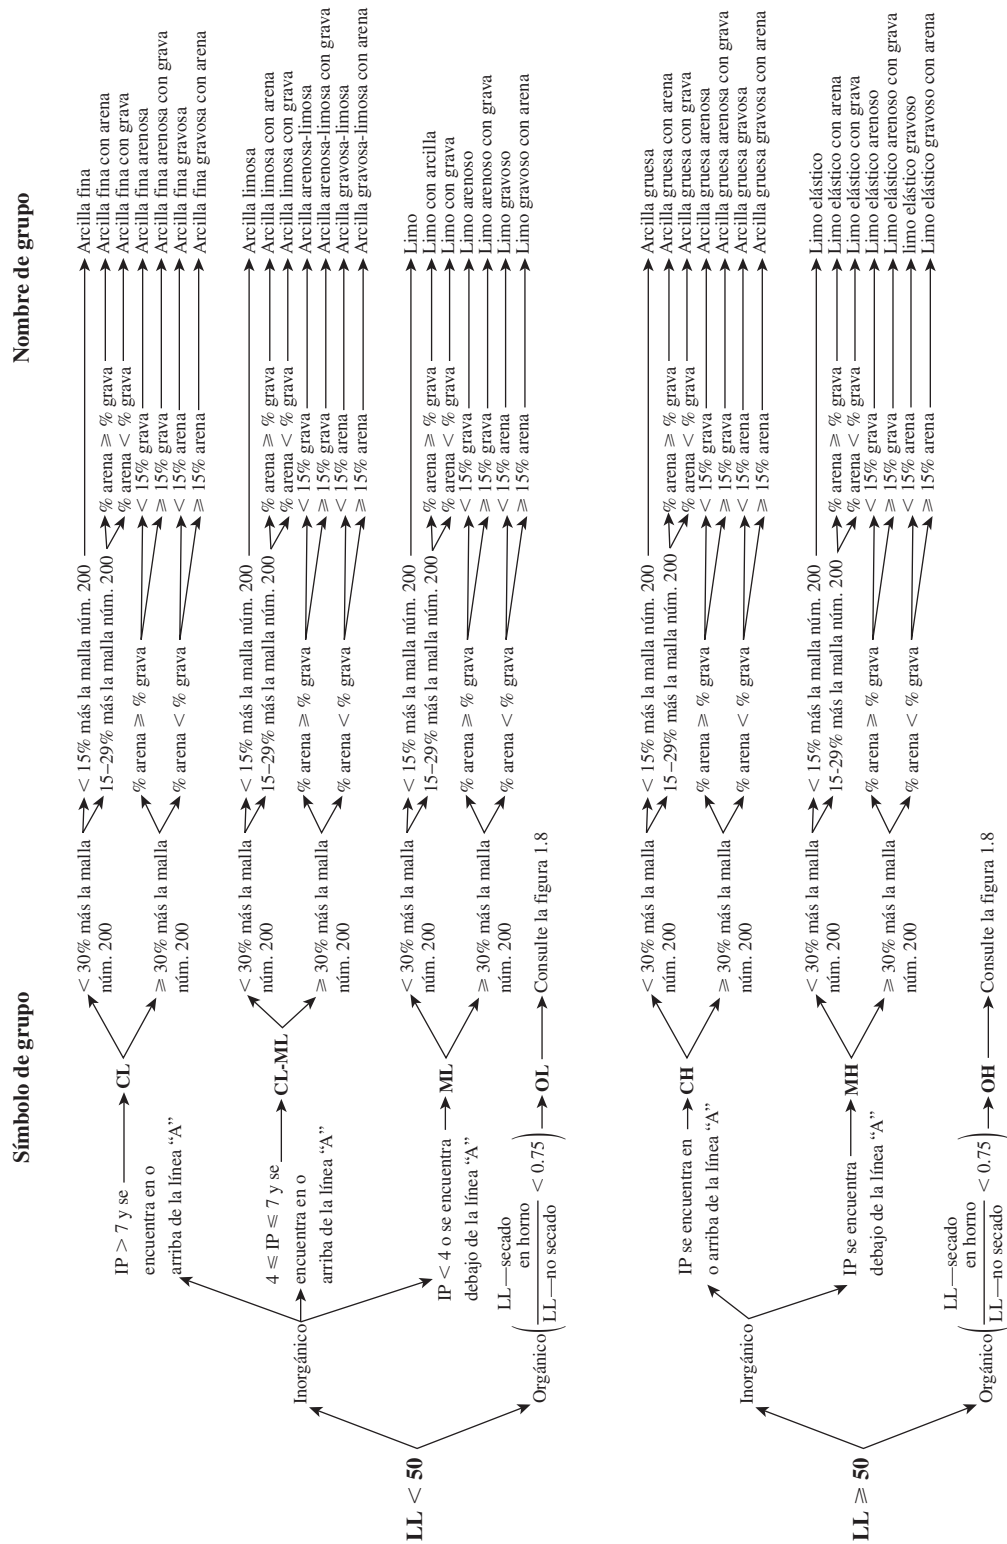 Símbolo de grupo
Nombre de grupo
LL < 50
Inorgánico
IP > 7 y se
encuentra en o
arriba de la línea “A”
CL
< 30% más la malla
núm. 200
< 15% más la malla núm. 200
Arcilla fina
15–29% más la malla núm. 200
% arena ≥ % grava
Arcilla fina con arena
% arena < % grava
Arcilla fina con grava
≥ 30% más la malla
núm. 200
% arena ≥ % grava
< 15% grava
Arcilla fina arenosa
≥ 15% grava
Arcilla fina arenosa con grava
% arena < % grava
< 15% arena
Arcilla fina gravosa
≥ 15% arena
Arcilla fina gravosa con arena
4 ≤ IP ≤ 7 y se
encuentra en o
arriba de la línea “A”
CL-ML
< 30% más la malla
núm. 200
< 15% más la malla núm. 200
Arcilla limosa
15–29% más la malla núm. 200
% arena ≥ % grava
Arcilla limosa con arena
% arena < % grava
Arcilla limosa con grava
≥ 30% más la malla
núm. 200
% arena ≥ % grava
< 15% grava
Arcilla arenosa-limosa
≥ 15% grava
Arcilla arenosa-limosa con grava
% arena < % grava
< 15% arena
Arcilla gravosa-limosa
≥ 15% arena
Arcilla gravosa-limosa con arena
IP < 4 o se encuentra
debajo de la línea “A”
ML
< 30% más la malla
núm. 200
< 15% más la malla núm. 200
Limo
15–29% más la malla núm. 200
% arena ≥ % grava
Limo con arcilla
% arena < % grava
Limo con grava
≥ 30% más la malla
núm. 200
% arena ≥ % grava
< 15% grava
Limo arenoso
≥ 15% grava
Limo arenoso con grava
% arena < % grava
< 15% arena
Limo gravoso
≥ 15% arena
Limo gravoso con arena
Orgánico
(LL—secado
en horno
LL—no secado) < 0.75
OL
Consulte la figura 1.8
LL ≥ 50
Inorgánico
IP se encuentra en
o arriba de la línea “A”
CH
< 30% más la malla
núm. 200
< 15% más la malla núm. 200
Arcilla gruesa
15–29% más la malla núm. 200
% arena ≥ % grava
Arcilla gruesa con arena
% arena < % grava
Arcilla gruesa con grava
≥ 30% más la malla
núm. 200
% arena ≥ % grava
< 15% grava
Arcilla gruesa arenosa
≥ 15% grava
Arcilla gruesa arenosa con grava
% arena < % grava
< 15% arena
Arcilla gruesa gravosa
≥ 15% arena
Arcilla gruesa gravosa con arena
IP se encuentra
debajo de la línea “A”
MH
< 30% más la malla
núm. 200
< 15% más la malla núm. 200
Limo elástico
15-29% más la malla núm. 200
% arena ≥ % grava
Limo elástico con arena
% arena < % grava
Limo elástico con grava
≥ 30% más la malla
núm. 200
% arena ≥ % grava
< 15% grava
Limo elástico arenoso
≥ 15% grava
Limo elástico arenoso con grava
% arena < % grava
< 15% arena
limo elástico gravoso
≥ 15% arena
Limo elástico gravoso con arena
Orgánico
(LL—secado
en horno
LL—no secado) < 0.75
OH
Consulte la figura 1.8